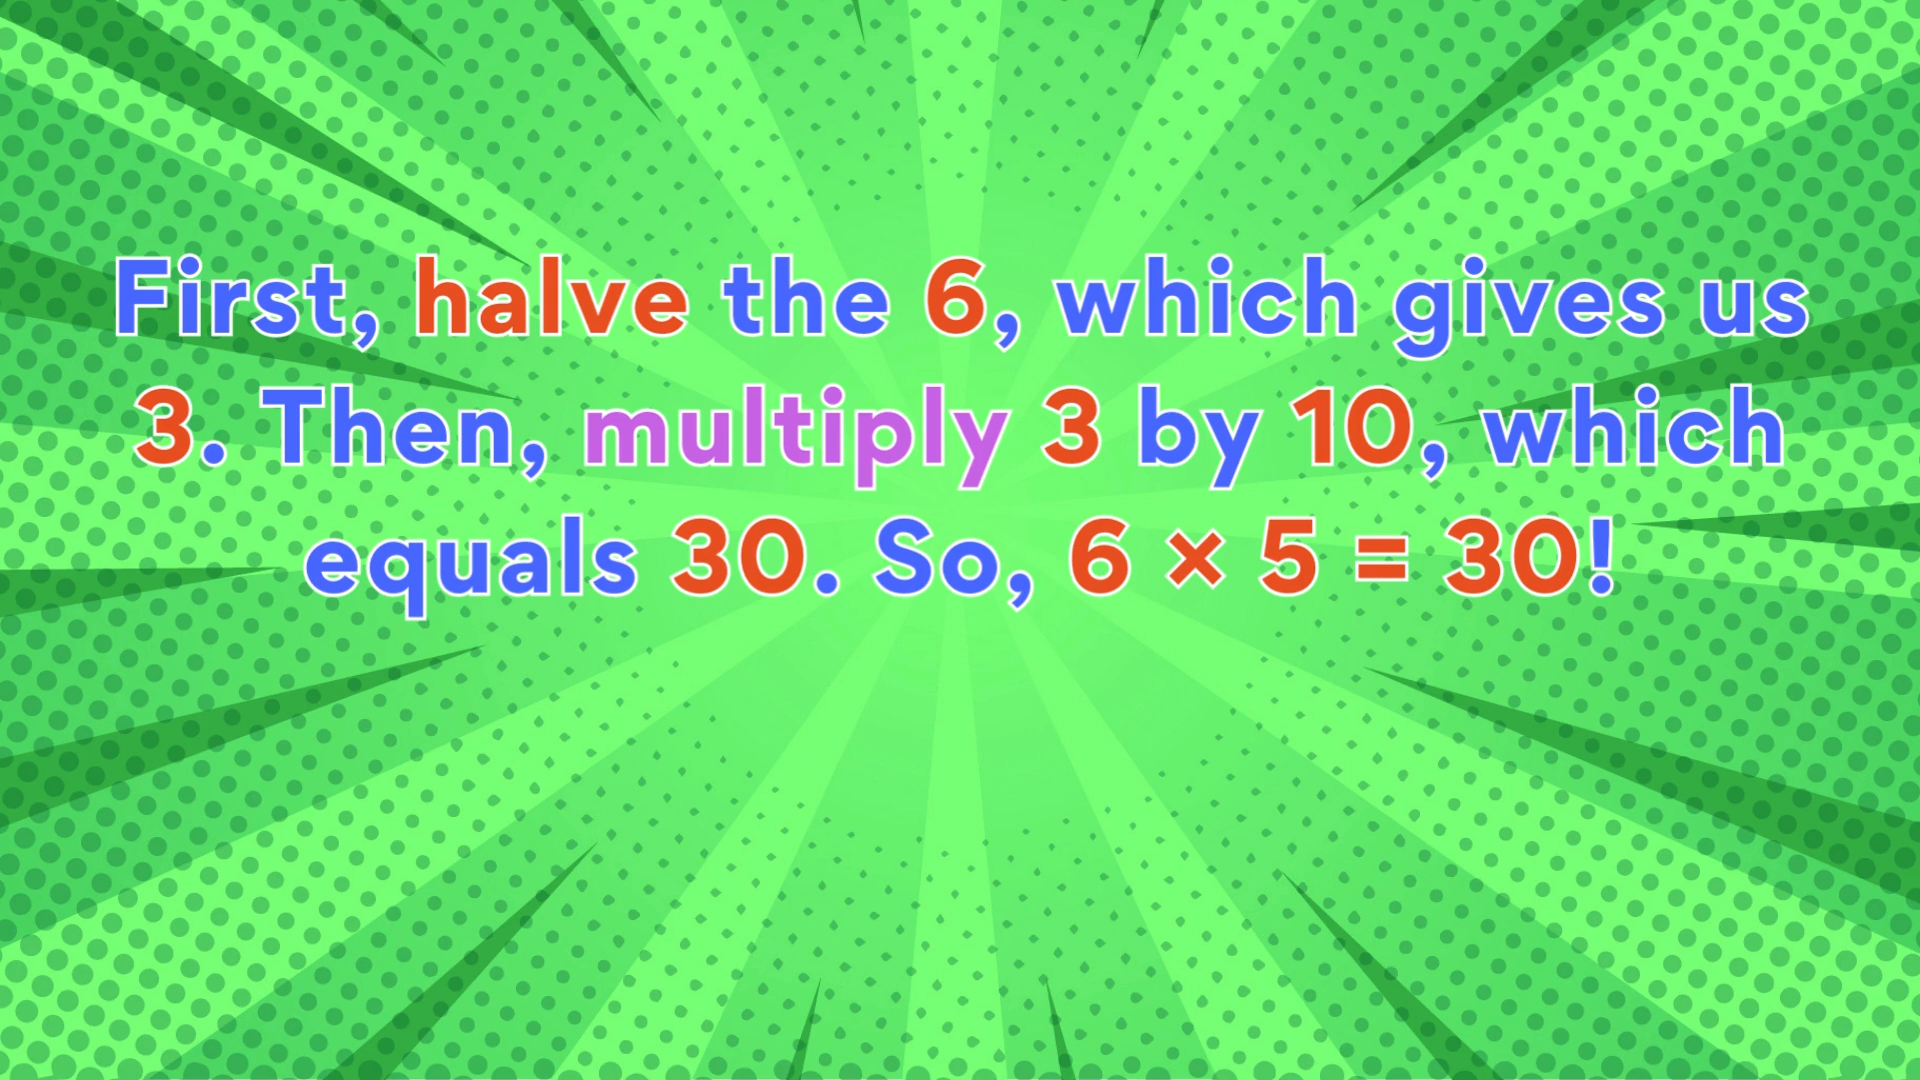 First, halve the 6, which gives us
3. Then, multiply 3 by 10, which
equals 30. So, 6 × 5 = 30!